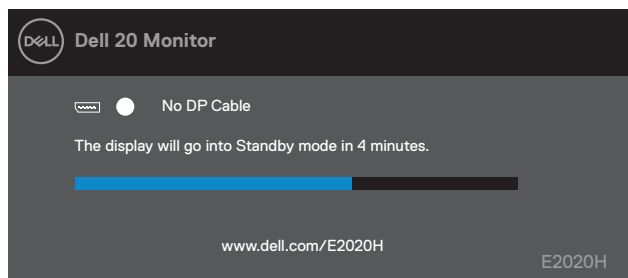 DELL
Dell 20 Monitor
No DP Cable
The display will go into Standby mode in 4 minutes.
www.dell.com/E2020H
E2020H